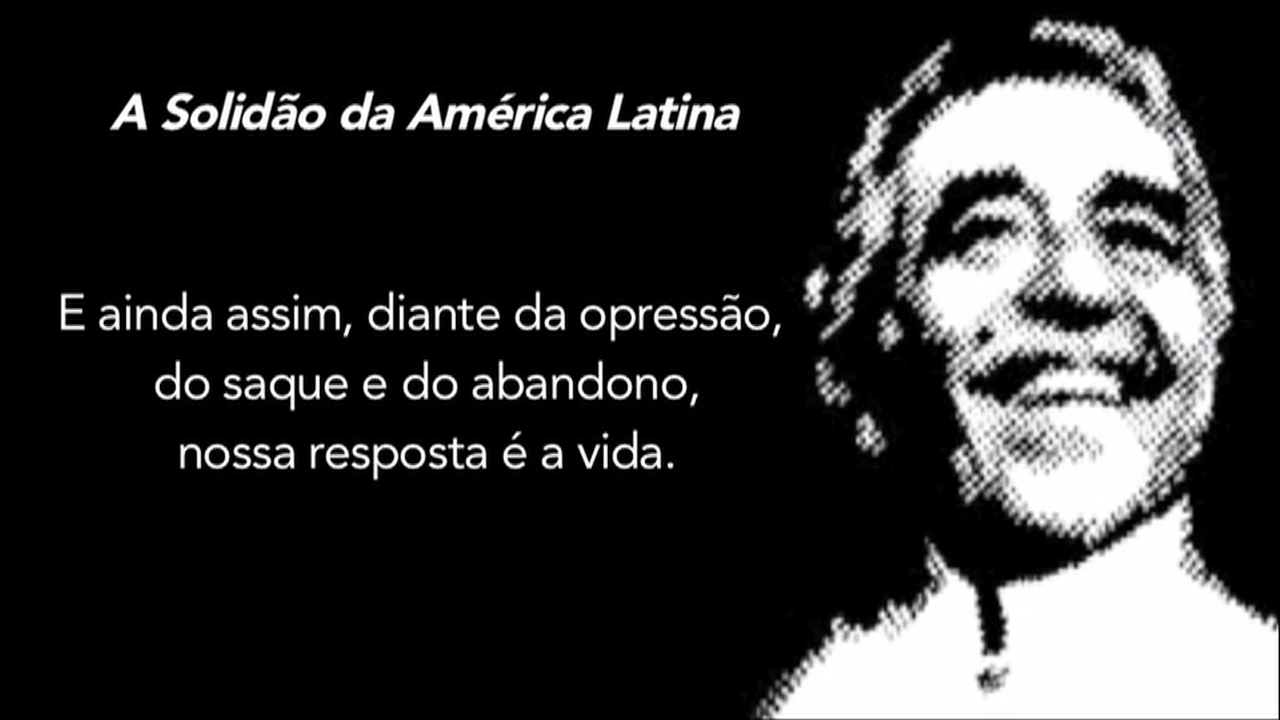 A Solidão da América Latina
E ainda assim, diante da opressão,
do saque e do abandono,
nossa resposta é a vida.